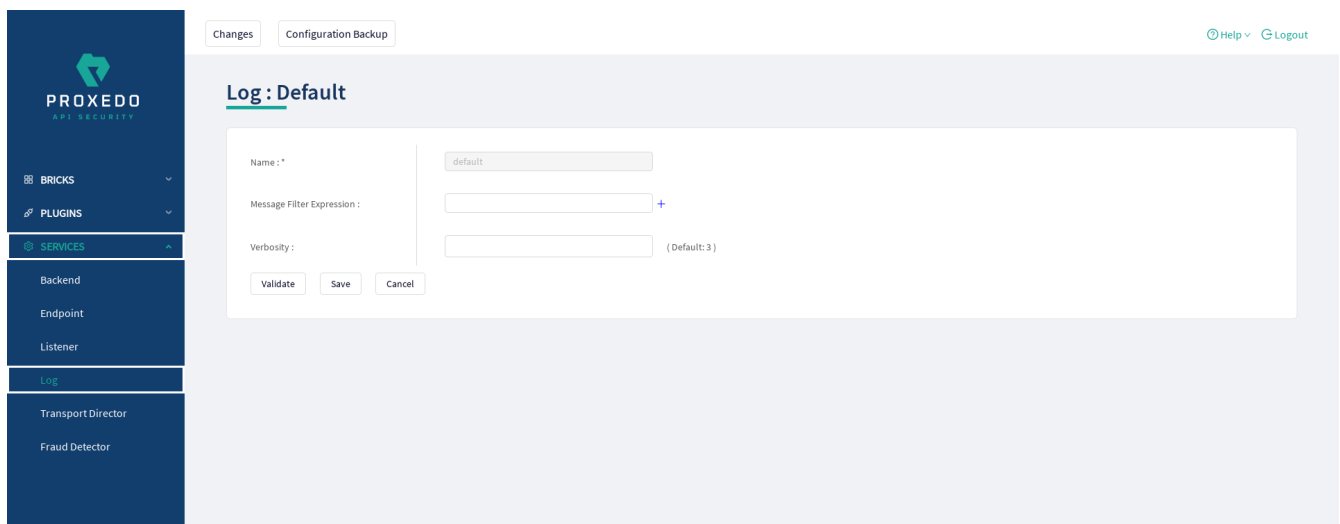 Changes
Configuration Backup
Help
Logout
PROXEDO
API SECURITY
BRICKS
PLUGINS
SERVICES
Backend
Endpoint
Listener
Log
Transport Director
Fraud Detector
Log : Default
Name : *
default
Message Filter Expression :
+
Verbosity :
( Default: 3 )
Validate
Save
Cancel